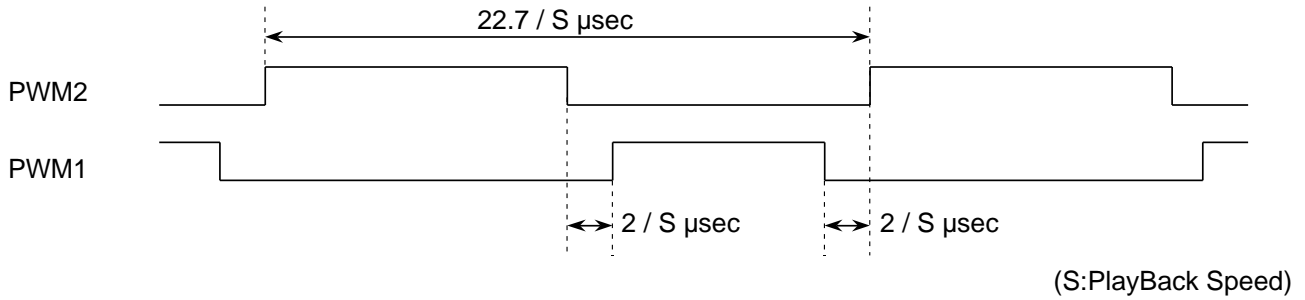 22.7 / S µsec
PWM2
PWM1
2 / S µsec
2 / S µsec
(S:PlayBack Speed)